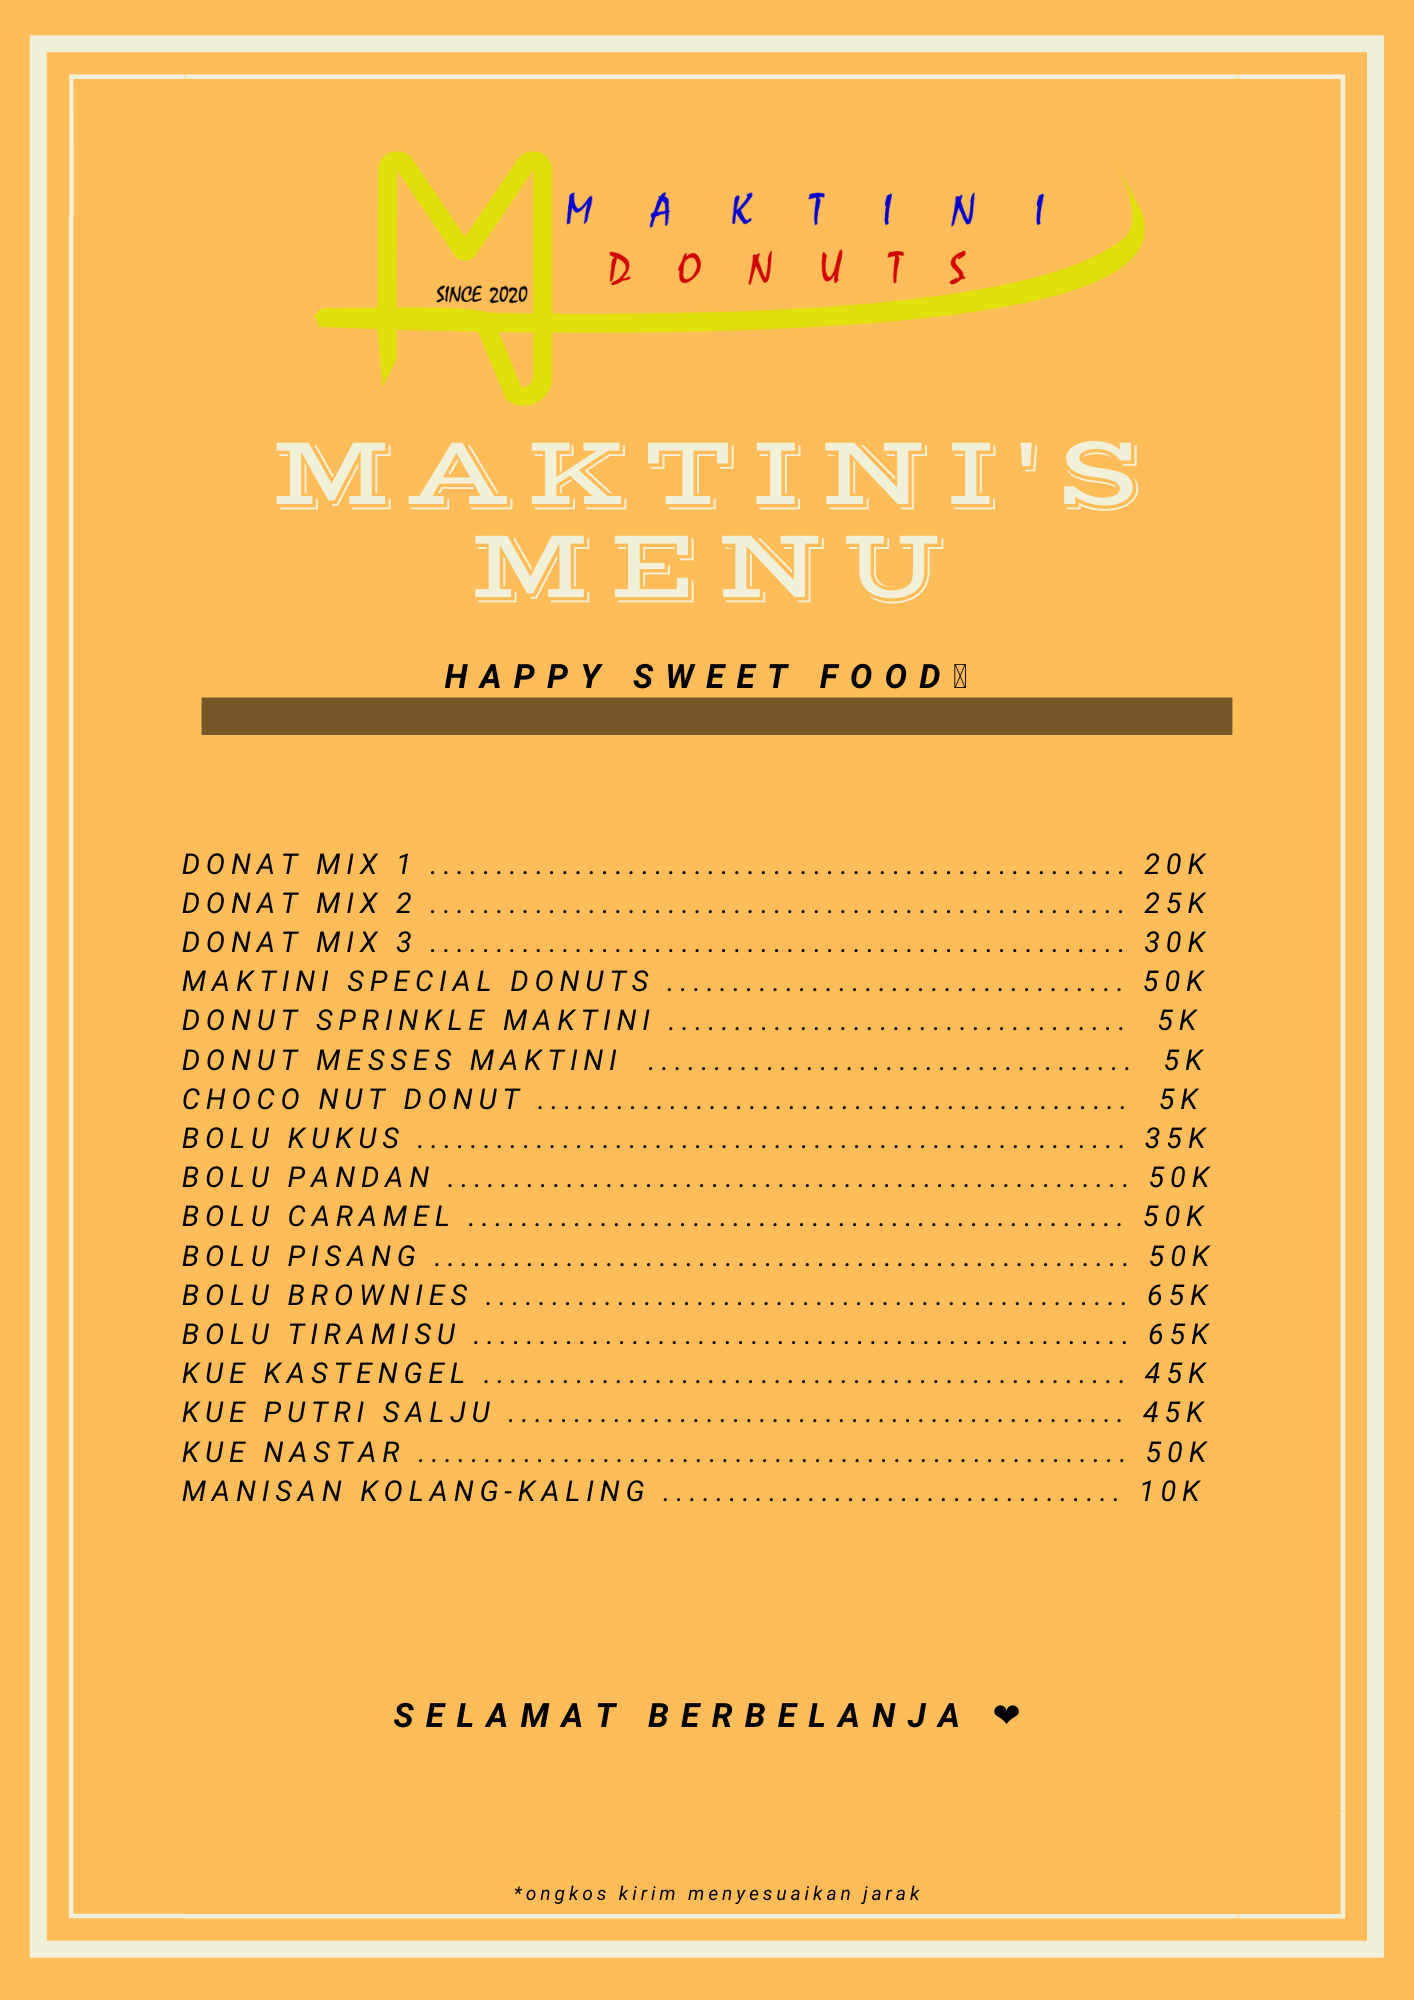 MAKTINI
DONUTS
SINCE 2020
MAKTINI'S
MENU
HAPPY SWEET FOOD
DONAT MIX 1 ..................................................... 20K
DONAT MIX 2 ..................................................... 25K
DONAT MIX 3 ..................................................... 30K
MAKTINI SPECIAL DONUTS ................................... 50K
DONUT SPRINKLE MAKTINI ................................... 5K
DONUT MESSES MAKTINI ..................................... 5K
CHOCO NUT DONUT ............................................. 5K
BOLU KUKUS ...................................................... 35K
BOLU PANDAN .................................................... 50K
BOLU CARAMEL .................................................. 50K
BOLU PISANG ..................................................... 50K
BOLU BROWNIES ................................................. 65K
BOLU TIRAMISU .................................................. 65K
KUE KASTENGEL ................................................. 45K
KUE PUTRI SALJU ............................................... 45K
KUE NASTAR ...................................................... 50K
MANISAN KOLANG-KALING ................................... 10K
SELAMAT BERBELANJA ❤
*ongkos kirim menyesuaikan jarak